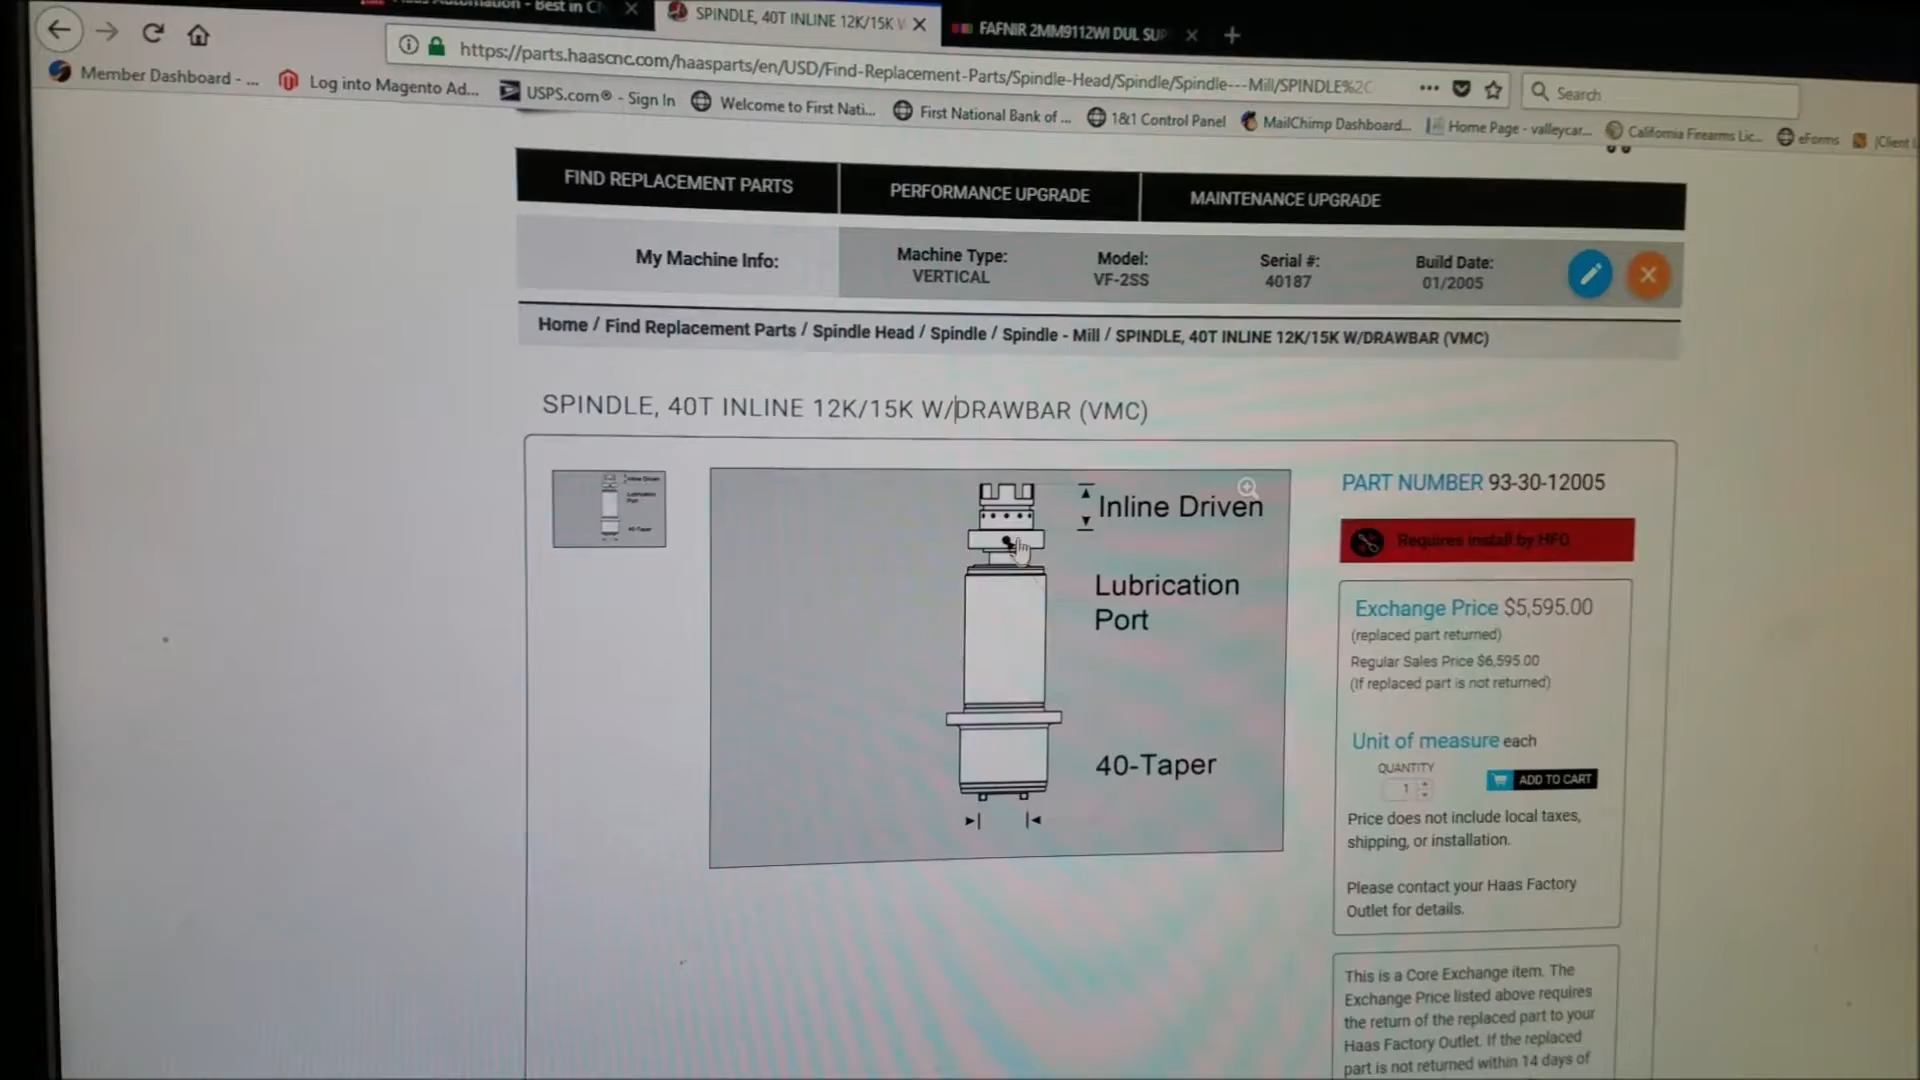 Automation - Best in C
SPINDLE, 40T INLINE 12K/15K W
FAFNIR 2MM9112WI DUL SUP
https://parts.haascnc.com/haasparts/en/USD/Find-Replacement-Parts/Spindle-Head/Spindle/Spindle---Mill/SPINDLE%2C
Search
Member Dashboard - ...
Log into Magento Ad...
USPS.com® - Sign In
Welcome to First Nati...
First National Bank of ...
1&1 Control Panel
MailChimp Dashboard...
Home Page - valleycar...
California Firearms Lic...
eForms
|Client
FIND REPLACEMENT PARTS
PERFORMANCE UPGRADE
MAINTENANCE UPGRADE
My Machine Info:
Machine Type:
VERTICAL
Model:
VF-2SS
Serial #:
40187
Build Date:
01/2005
Home / Find Replacement Parts / Spindle Head / Spindle / Spindle - Mill / SPINDLE, 40T INLINE 12K/15K W/DRAWBAR (VMC)
SPINDLE, 40T INLINE 12K/15K W/DRAWBAR (VMC)
Inline Driven
Lubrication
Port
40-Taper
Inline Driven
Lubrication
Port
40-Taper
PART NUMBER 93-30-12005
Requires install by HFO
Exchange Price $5,595.00
(replaced part returned)
Regular Sales Price $6,595.00
(If replaced part is not returned)
Unit of measure each
QUANTITY
1
ADD TO CART
Price does not include local taxes,
shipping, or installation.
Please contact your Haas Factory
Outlet for details.
This is a Core Exchange item. The
Exchange Price listed above requires
the return of the replaced part to your
Haas Factory Outlet. If the replaced
part is not returned within 14 days of